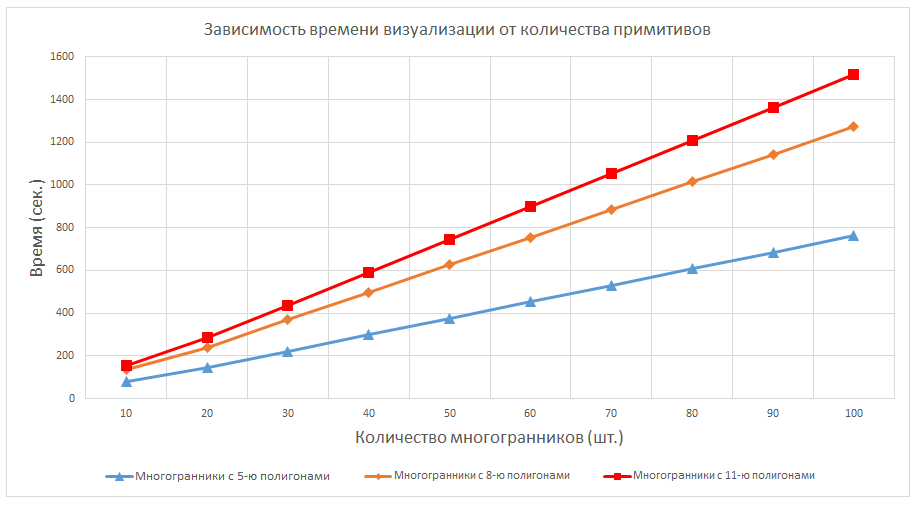 Зависимость времени визуализации от количества примитивов
1600
1400
1200
1000
800
600
400
200
0
Время (сек.)
10 20 30 40 50 60 70 80 90 100
Количество многогранников (шт.)
Многогранники с 5-ю полигонами Многогранники с 8-ю полигонами Многогранники с 11-ю полигонами